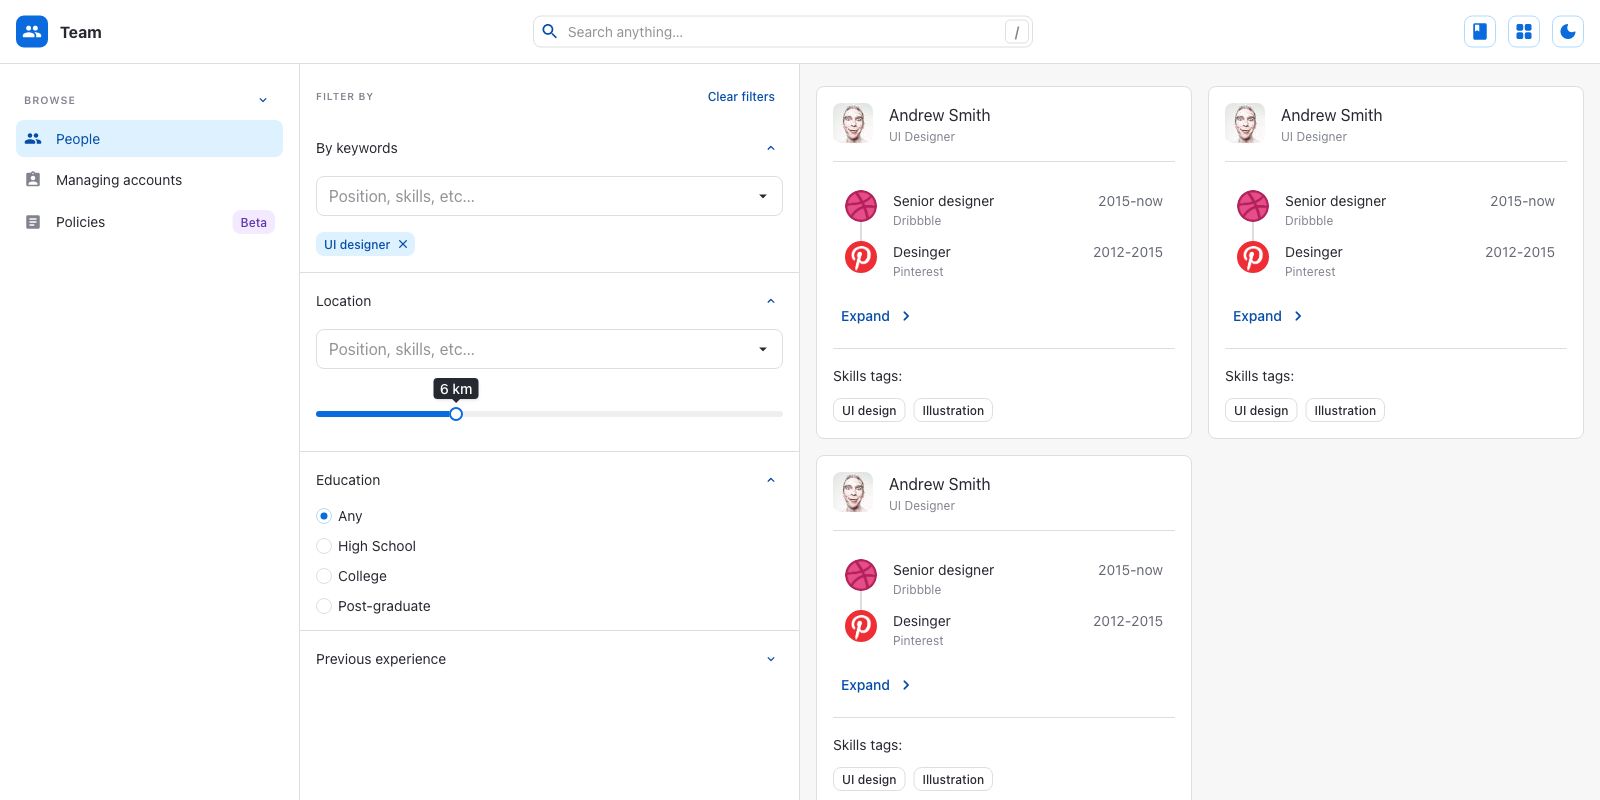 Team
Search anything...
/
BROWSE
People
Managing accounts
Policies
Beta
FILTER BY
Clear filters
By keywords
Position, skills, etc...
UI designer
Location
Position, skills, etc...
6 km
Education
Any
High School
College
Post-graduate
Previous experience
Andrew Smith
UI Designer
Senior designer
2015-now
Dribbble
Desinger
2012-2015
Pinterest
Expand
Skills tags:
UI design
Illustration
Andrew Smith
UI Designer
Senior designer
2015-now
Dribbble
Desinger
2012-2015
Pinterest
Expand
Skills tags:
UI design
Illustration
Andrew Smith
UI Designer
Senior designer
2015-now
Dribbble
Desinger
2012-2015
Pinterest
Expand
Skills tags:
UI design
Illustration